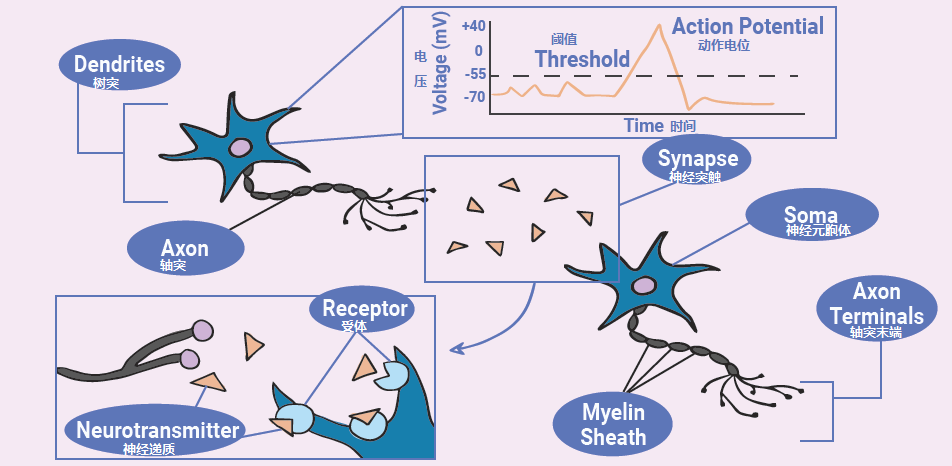 Dendrites
树突
+40
0
-55
-70
电
压
Voltage (mV)
阈值
Threshold
Action Potential
动作电位
Time 时间
Synapse
神经突触
Soma
神经元胞体
Axon
轴突
Axon
Terminals
轴突末端
Receptor
受体
Neurotransmitter
神经递质
Myelin
Sheath